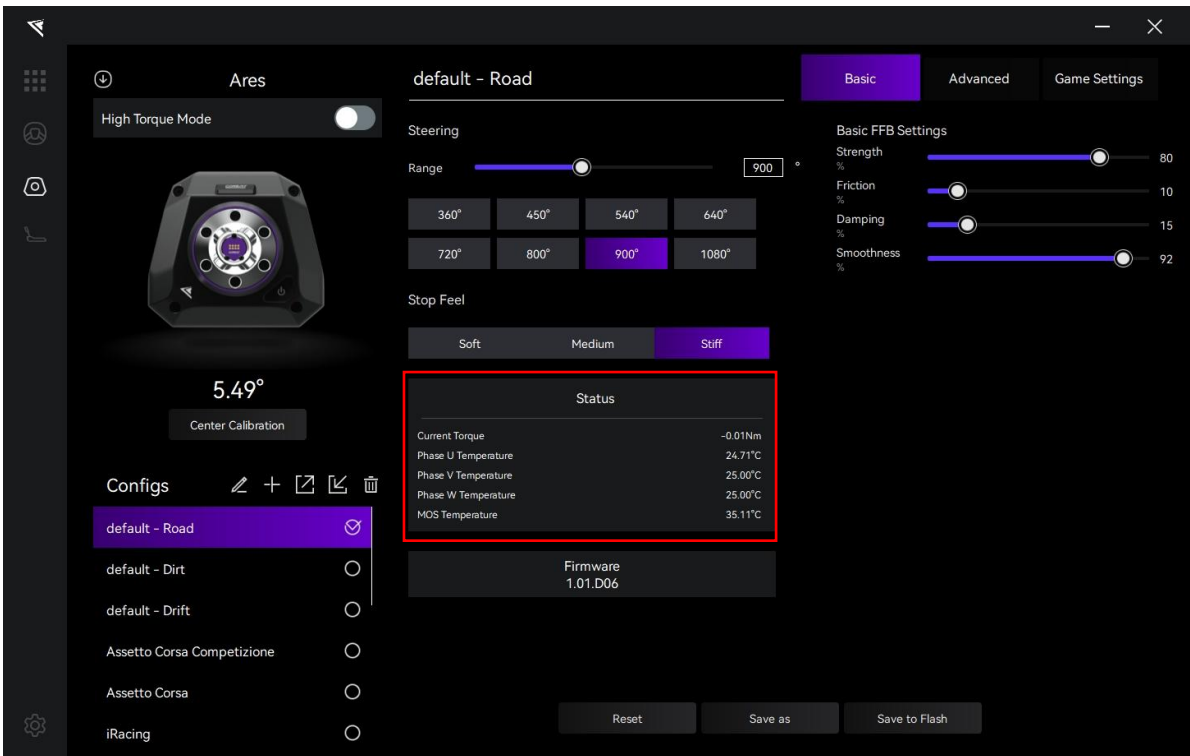 Ares
High Torque Mode
5.49°
Center Calibration
Configs
default - Road
default - Dirt
default - Drift
Assetto Corsa Competizione
Assetto Corsa
iRacing
default - Road
Steering
Range 900 °
360° 450° 540° 640°
720° 800° 900° 1080°
Stop Feel
Soft Medium Stiff
Status
Current Torque -0.01Nm
Phase U Temperature 24.71°C
Phase V Temperature 25.00°C
Phase W Temperature 25.00°C
MOS Temperature 35.11°C
Firmware
1.01.D06
Basic Advanced Game Settings
Basic FFB Settings
Strength 80
%
Friction 10
%
Damping 15
%
Smoothness 92
%
Reset Save as Save to Flash